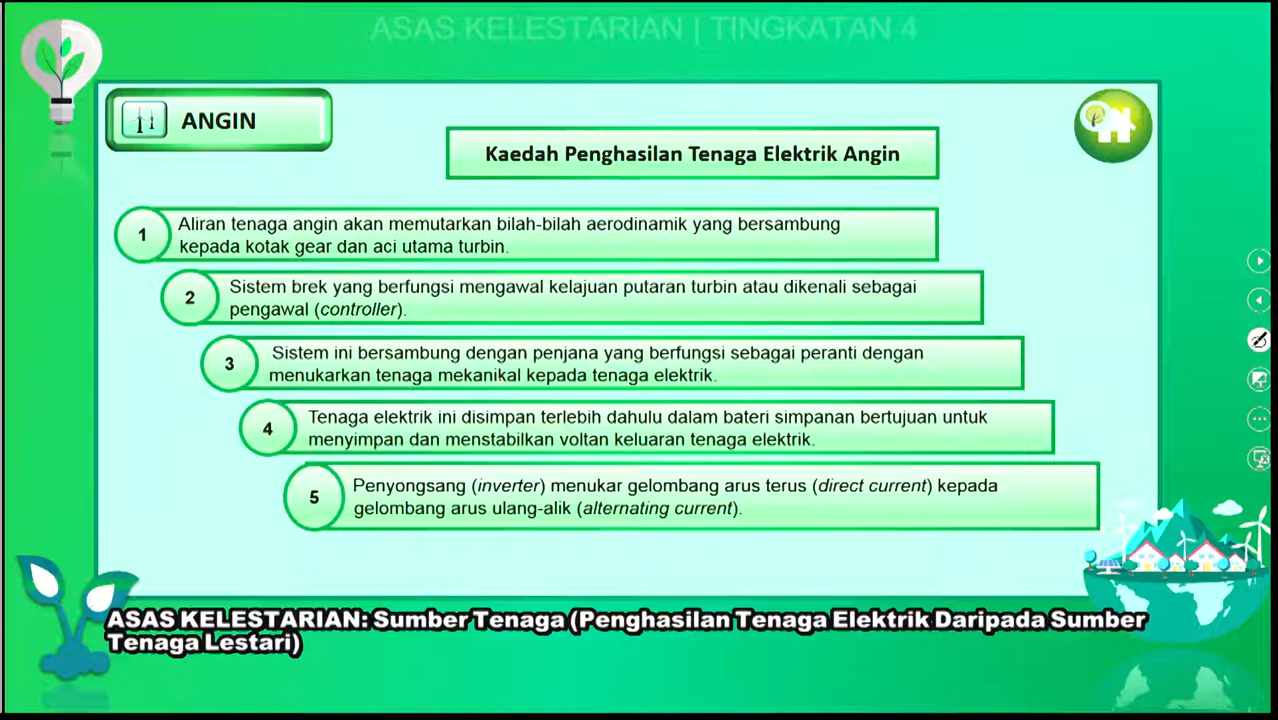 ASAS KELESTARIAN | TINGKATAN 4
ANGIN
Kaedah Penghasilan Tenaga Elektrik Angin
1
Aliran tenaga angin akan memutarkan bilah-bilah aerodinamik yang bersambung
kepada kotak gear dan aci utama turbin.
2
Sistem brek yang berfungsi mengawal kelajuan putaran turbin atau dikenali sebagai
pengawal (controller).
3
Sistem ini bersambung dengan penjana yang berfungsi sebagai peranti dengan
menukarkan tenaga mekanikal kepada tenaga elektrik.
4
Tenaga elektrik ini disimpan terlebih dahulu dalam bateri simpanan bertujuan untuk
menyimpan dan menstabilkan voltan keluaran tenaga elektrik.
5
Penyongsang (inverter) menukar gelombang arus terus (direct current) kepada
gelombang arus ulang-alik (alternating current).
ASAS KELESTARIAN: Sumber Tenaga (Penghasilan Tenaga Elektrik Daripada Sumber
Tenaga Lestari)